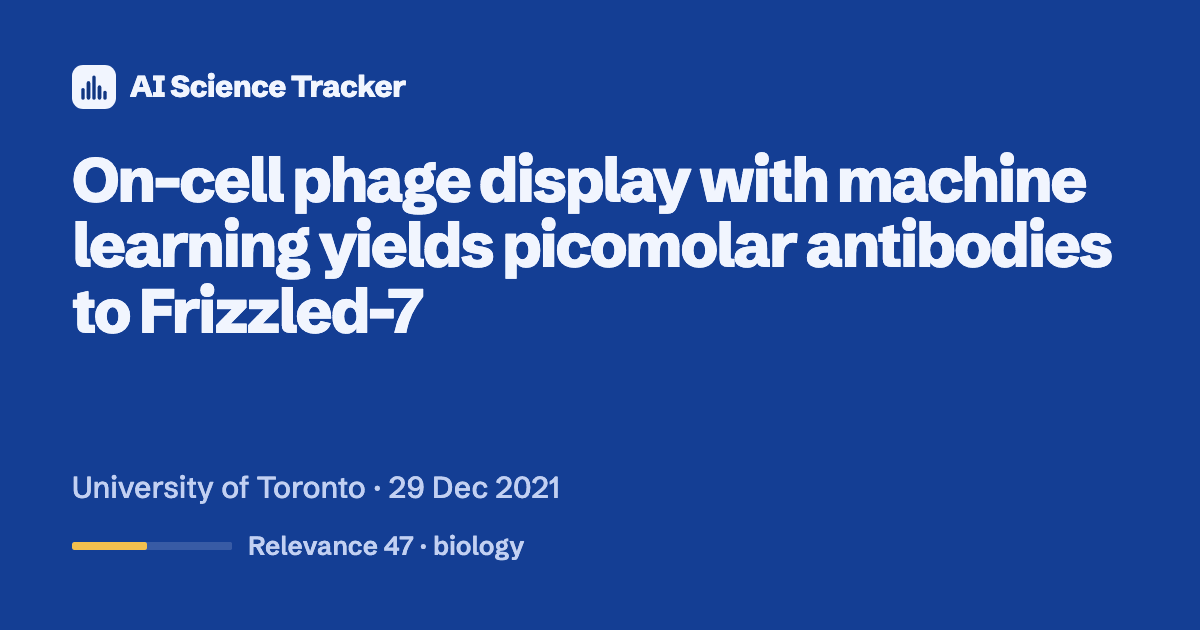 AI Science Tracker
On-cell phage display with machine
learning yields picomolar antibodies
to Frizzled-7
University of Toronto · 29 Dec 2021
Relevance 47 · biology